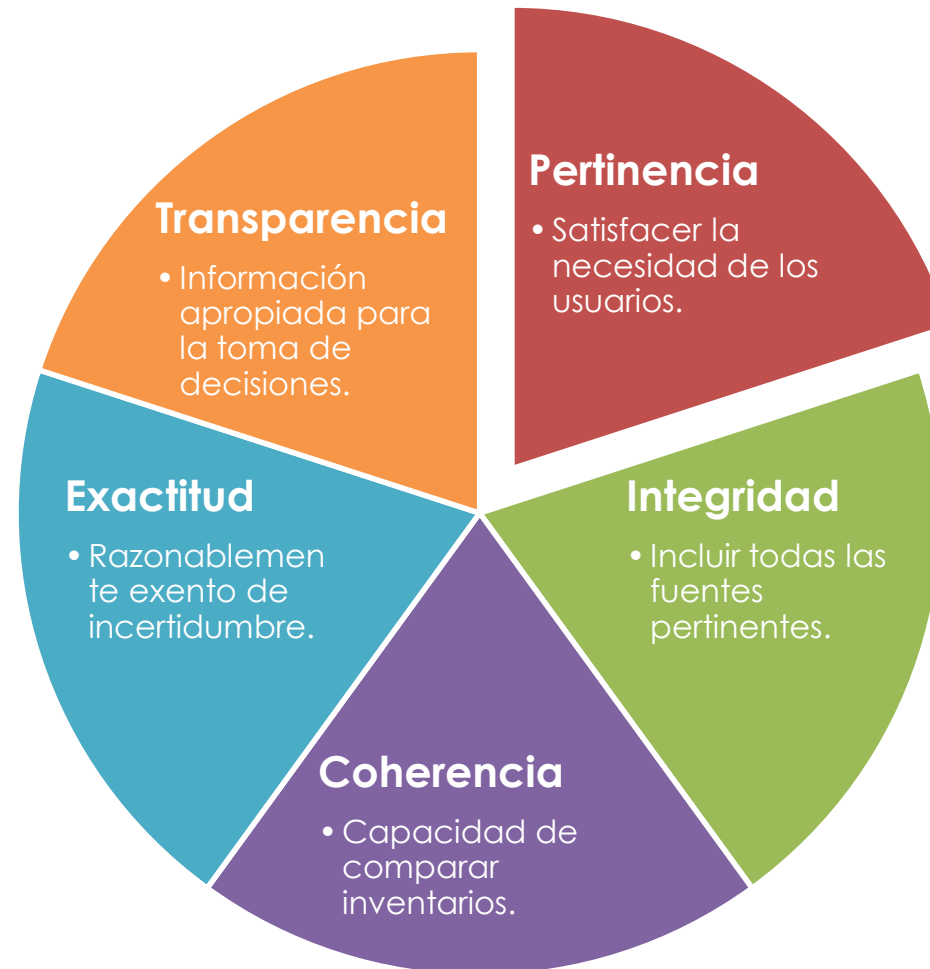 Pertinencia
• Satisfacer la
necesidad de los
usuarios.
Integridad
• Incluir todas las
fuentes
pertinentes.
Coherencia
• Capacidad de
comparar
inventarios.
Exactitud
• Razonablemen
te exento de
incertidumbre.
Transparencia
• Información
apropiada para
la toma de
decisiones.